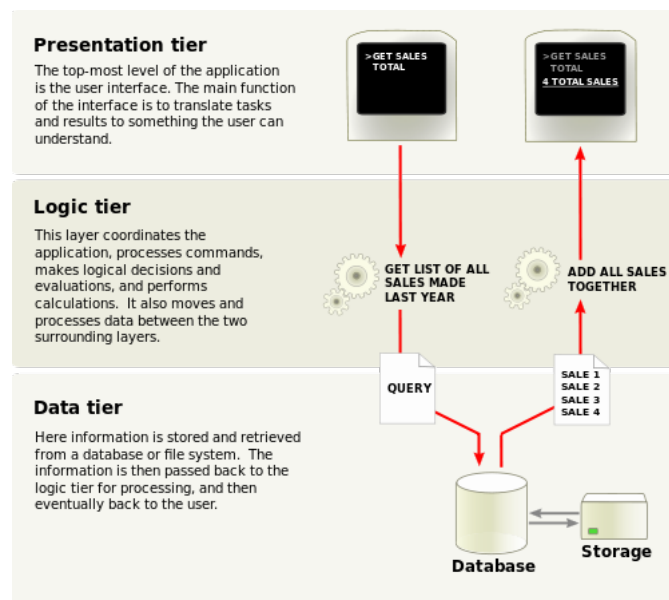 Presentation tier
The top-most level of the application
is the user interface. The main function
of the interface is to translate tasks
and results to something the user can
understand.
>GET SALES
TOTAL
>GET SALES
TOTAL
4 TOTAL SALES
Logic tier
This layer coordinates the
application, processes commands,
makes logical decisions and
evaluations, and performs
calculations.  It also moves and
processes data between the two
surrounding layers.
GET LIST OF ALL
SALES MADE
LAST YEAR
ADD ALL SALES
TOGETHER
QUERY
SALE 1
SALE 2
SALE 3
SALE 4
Data tier
Here information is stored and retrieved
from a database or file system.  The
information is then passed back to the
logic tier for processing, and then
eventually back to the user.
Database
Storage